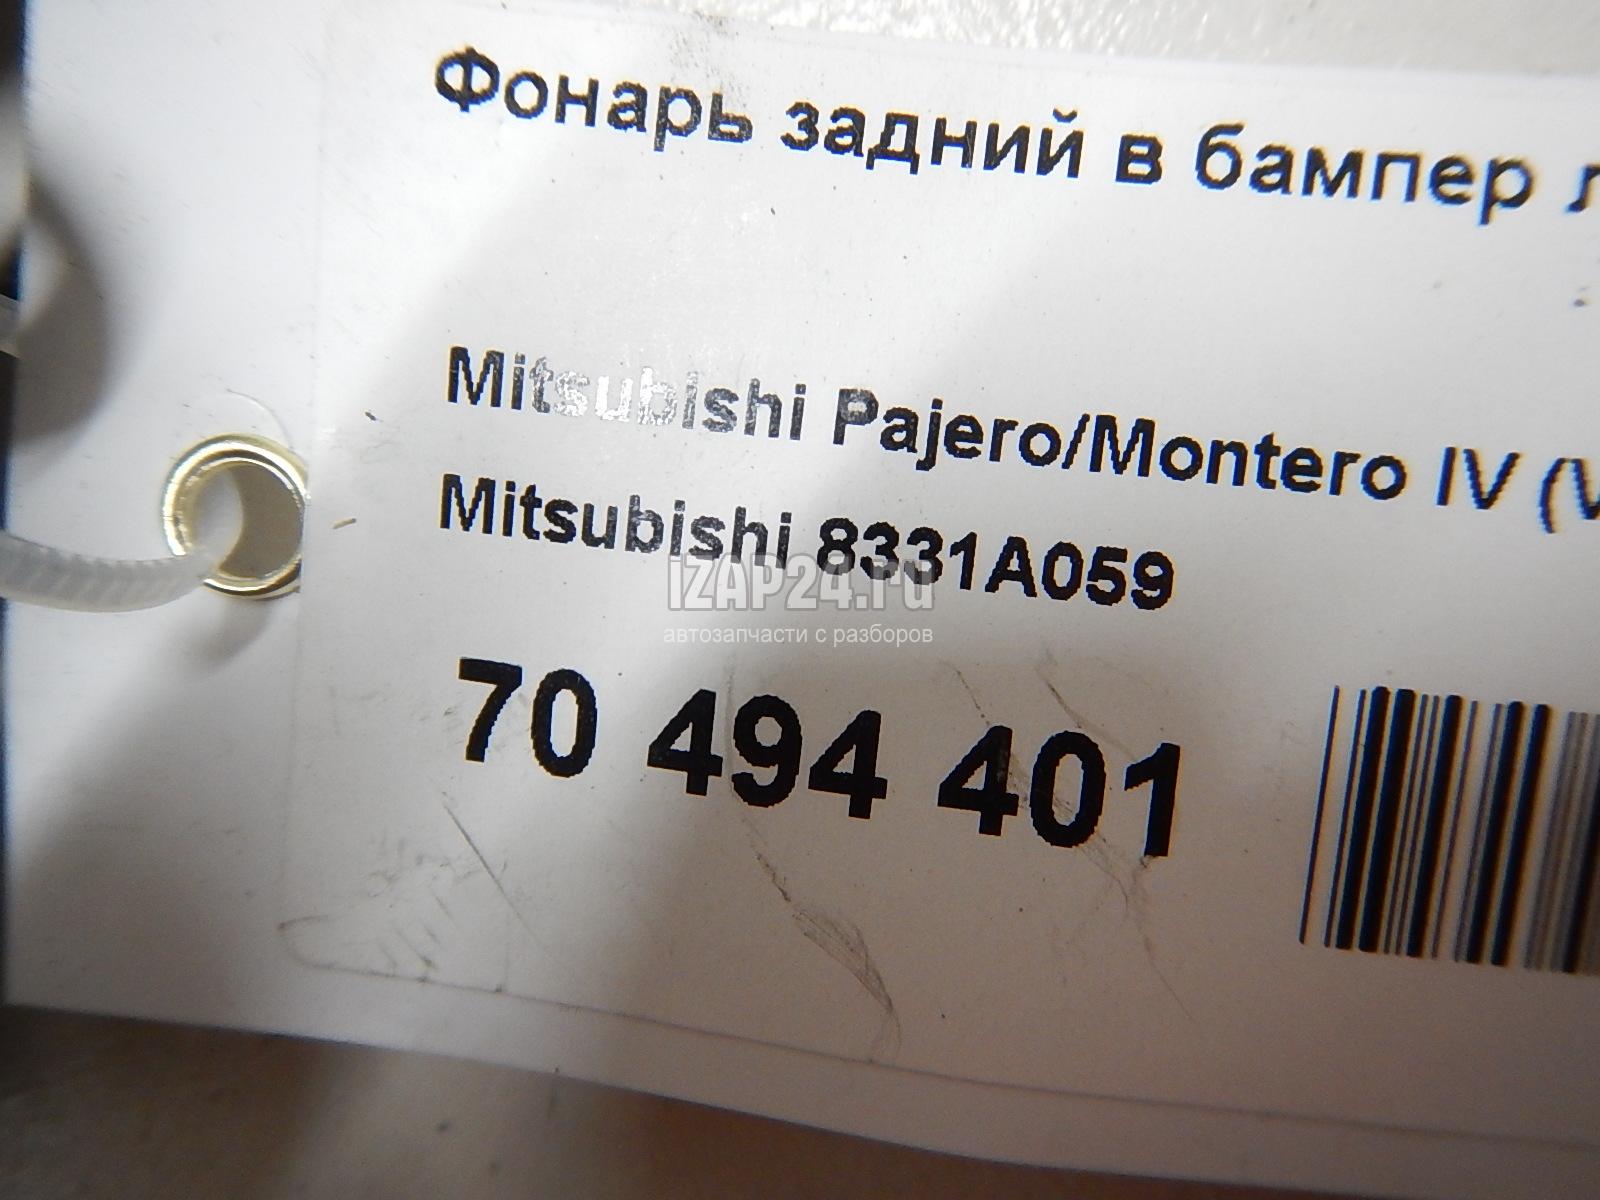 Фонарь задний в бампер
Mitsubishi Pajero/Montero IV (V
Mitsubishi 8331A059
iZAP24.ru
автозапчасти с разборов
70 494 401